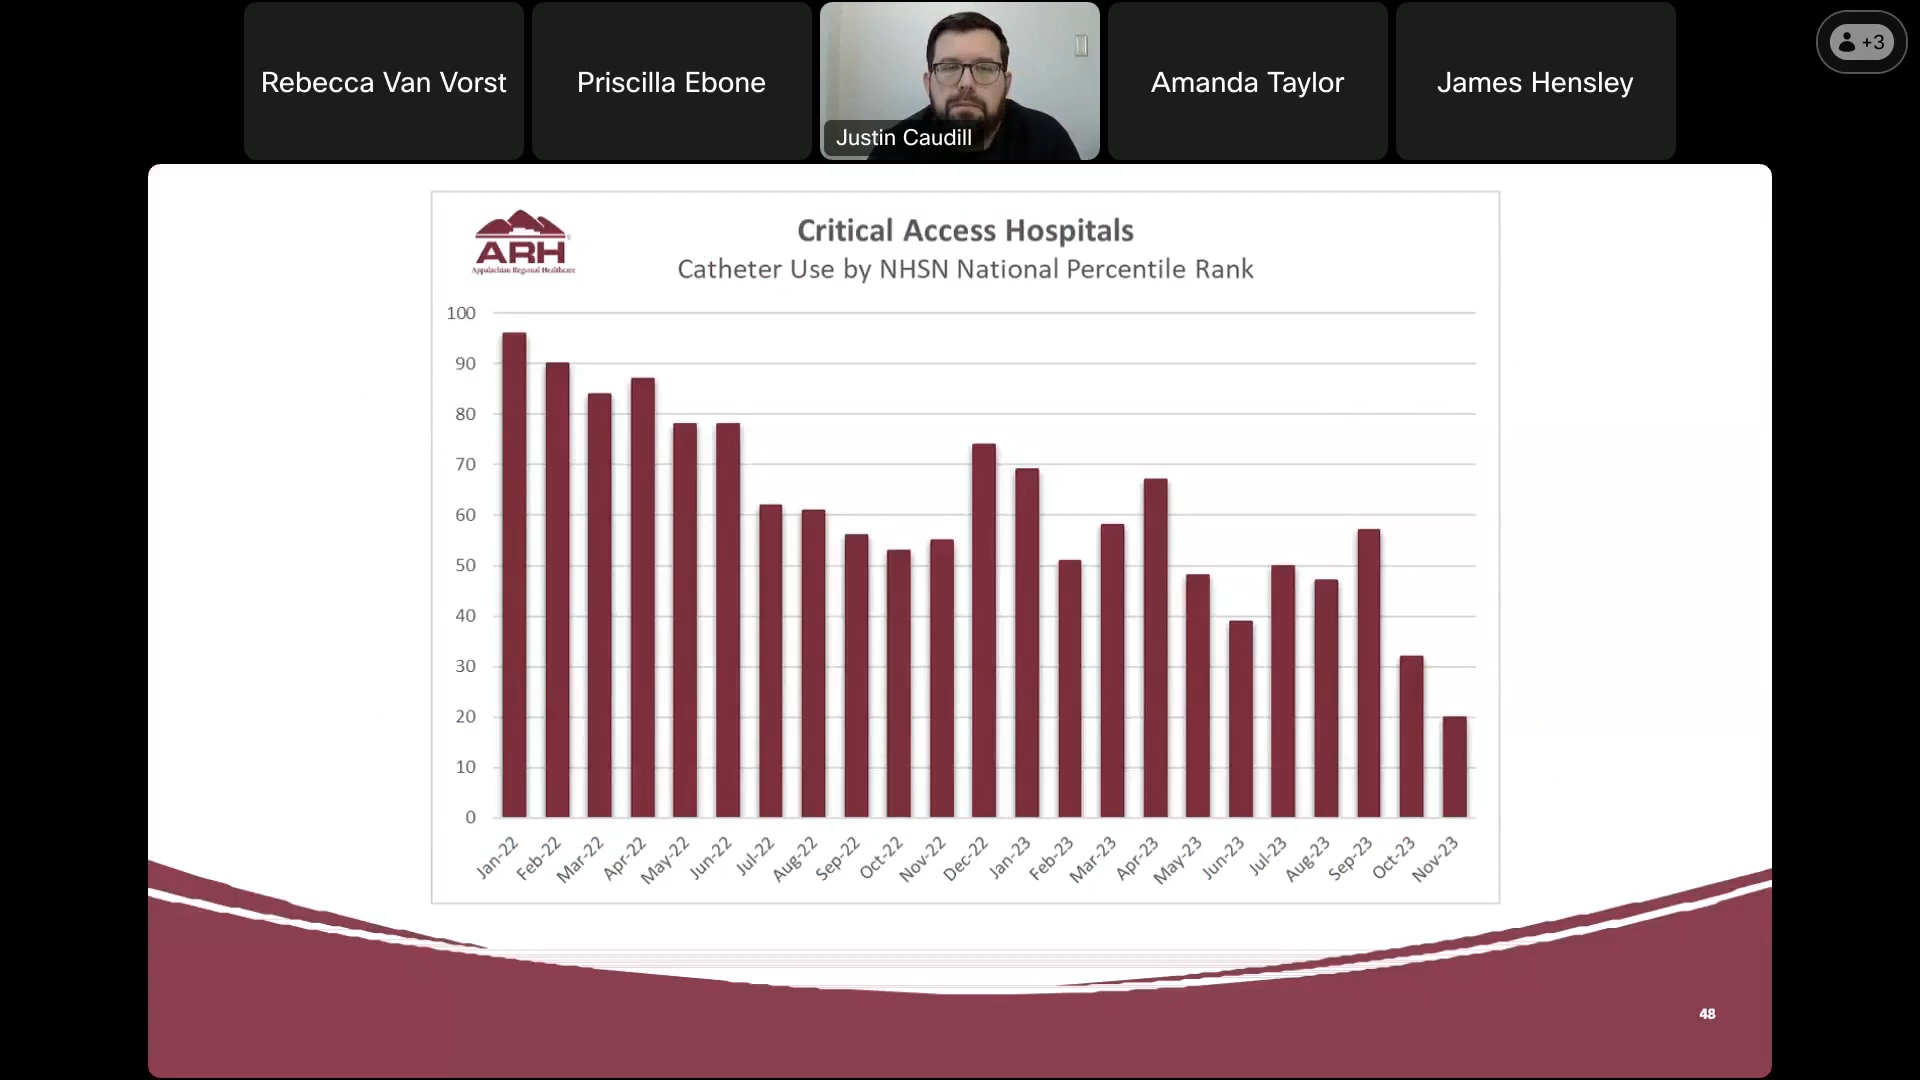 Rebecca Van Vorst
Priscilla Ebone
Justin Caudill
Amanda Taylor
James Hensley
+3
ARH
Appalachian Regional Healthcare
Critical Access Hospitals
Catheter Use by NHSN National Percentile Rank
100
90
80
70
60
50
40
30
20
10
0
Jan-22
Feb-22
Mar-22
Apr-22
May-22
Jun-22
Jul-22
Aug-22
Sep-22
Oct-22
Nov-22
Dec-22
Jan-23
Feb-23
Mar-23
Apr-23
May-23
Jun-23
Jul-23
Aug-23
Sep-23
Oct-23
Nov-23
48